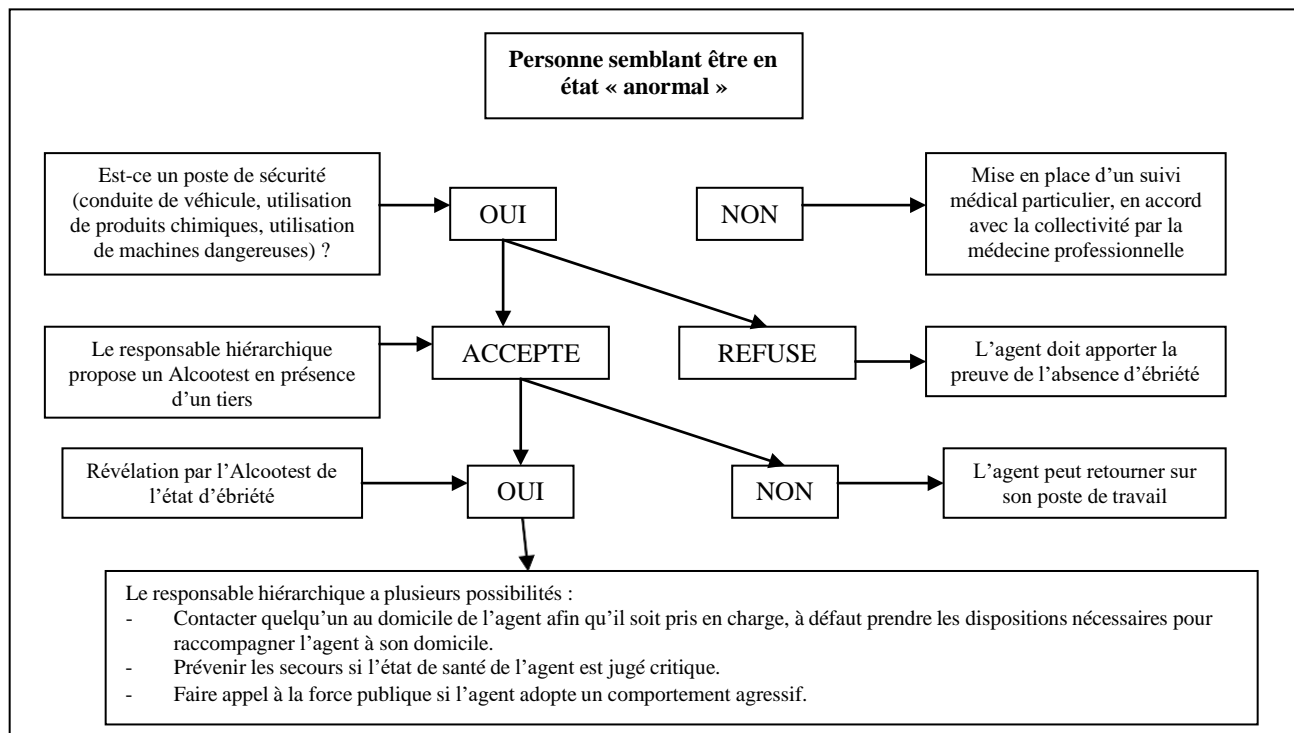 Personne semblant être en
état « anormal »
Est-ce un poste de sécurité
(conduite de véhicule, utilisation
de produits chimiques, utilisation
de machines dangereuses) ?
OUI
NON
Mise en place d’un suivi
médical particulier, en accord
avec la collectivité par la
médecine professionnelle
Le responsable hiérarchique
propose un Alcootest en présence
d’un tiers
ACCEPTE
REFUSE
L’agent doit apporter la
preuve de l’absence d’ébriété
Révélation par l’Alcootest de
l’état d’ébriété
OUI
NON
L’agent peut retourner sur
son poste de travail
Le responsable hiérarchique a plusieurs possibilités :
- Contacter quelqu’un au domicile de l’agent afin qu’il soit pris en charge, à défaut prendre les dispositions nécessaires pour
raccompagner l’agent à son domicile.
- Prévenir les secours si l’état de santé de l’agent est jugé critique.
- Faire appel à la force publique si l’agent adopte un comportement agressif.